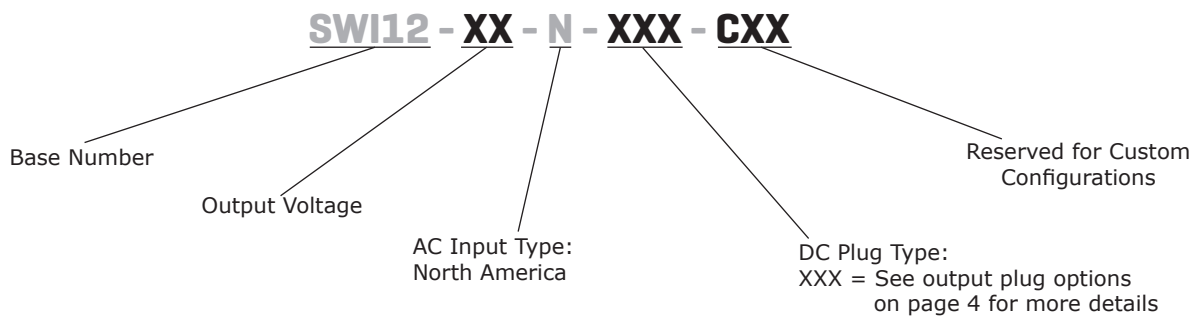 SWI12 - XX - N - XXX - CXX
Base Number
Output Voltage
AC Input Type:
North America
DC Plug Type:
XXX = See output plug options
on page 4 for more details
Reserved for Custom
Configurations